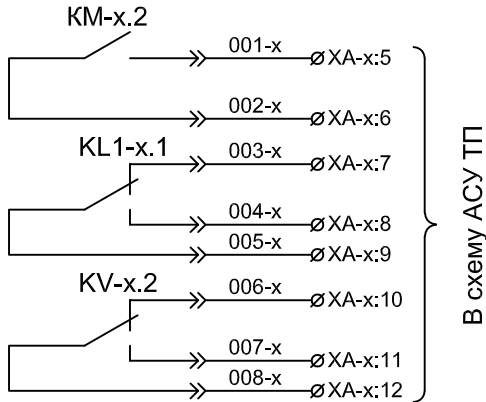 КМ-х.2
001-х
ХА-х:5
002-х
ХА-х:6
KL1-х.1
003-х
ХА-х:7
004-х
ХА-х:8
005-х
ХА-х:9
KV-х.2
006-х
ХА-х:10
007-х
ХА-х:11
008-х
ХА-х:12
В схему АСУ ТП